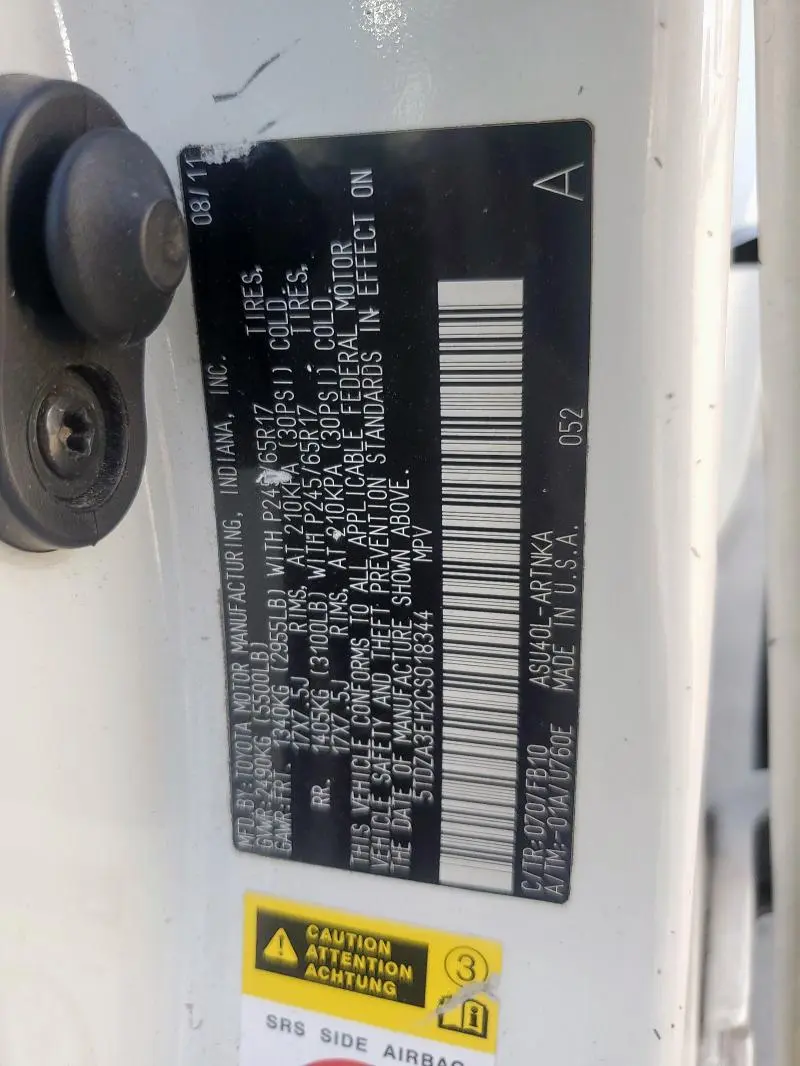 MFD.BY:TOYOTA MOTOR MANUFACTURING, INDIANA, INC. 08/11
GVWR:2490KG (5500LB)
GAWR:FRT. 1340KG (2955LB) WITH P245/65R17 TIRES,
17X7.5J RIMS, AT 210KPA (30PSI) COLD.
RR. 1405KG (3100LB) WITH P245/65R17 TIRES,
17X7.5J RIMS, AT 210KPA (30PSI) COLD.
THIS VEHICLE CONFORMS TO ALL APPLICABLE FEDERAL MOTOR
VEHICLE SAFETY AND THEFT PREVENTION STANDARDS IN EFFECT ON
THE DATE OF MANUFACTURE SHOWN ABOVE.
5TDZA3EH2CS018344 MPV
A
C/TR:070/FB10 ASU40L-ARTNKA 052
A/TM:-01A/U760E MADE IN U.S.A.
CAUTION
ATTENTION
ACHTUNG
3
i
SRS SIDE AIRBAG